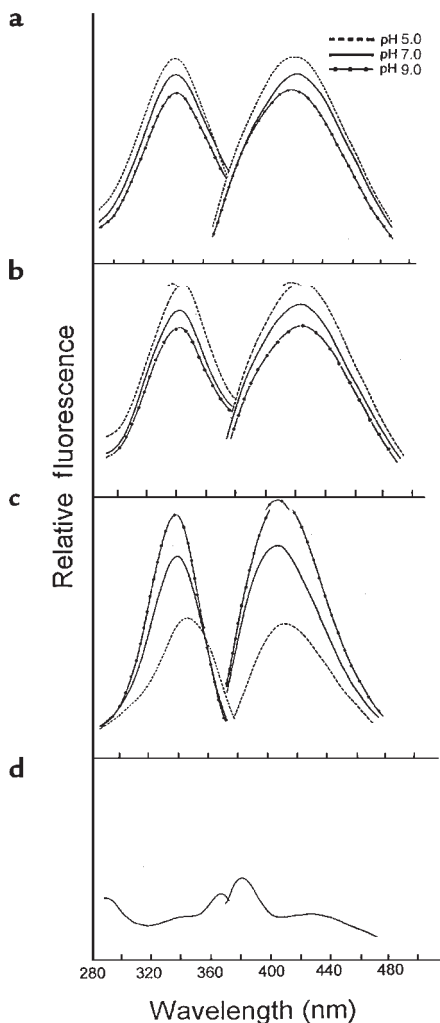 a
pH 5.0
pH 7.0
pH 9.0
b
c
d
Relative fluorescence
280 320 360 400 440 480
Wavelength (nm)